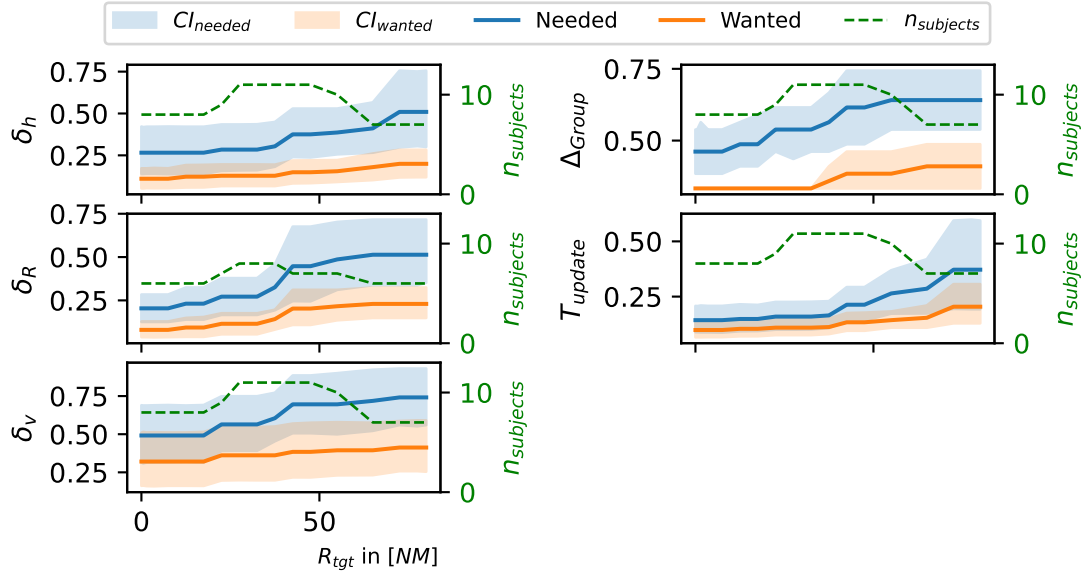 CI_needed CI_wanted Needed Wanted n_subjects
0.75
0.50
0.25
δ_h
10
0
n_subjects
0.75
0.50
Δ_Group
10
0
n_subjects
0.75
0.50
0.25
δ_R
10
0
n_subjects
0.50
0.25
T_update
10
0
n_subjects
0.75
0.50
0.25
δ_v
10
0
n_subjects
0 50
R_tgt in [NM]